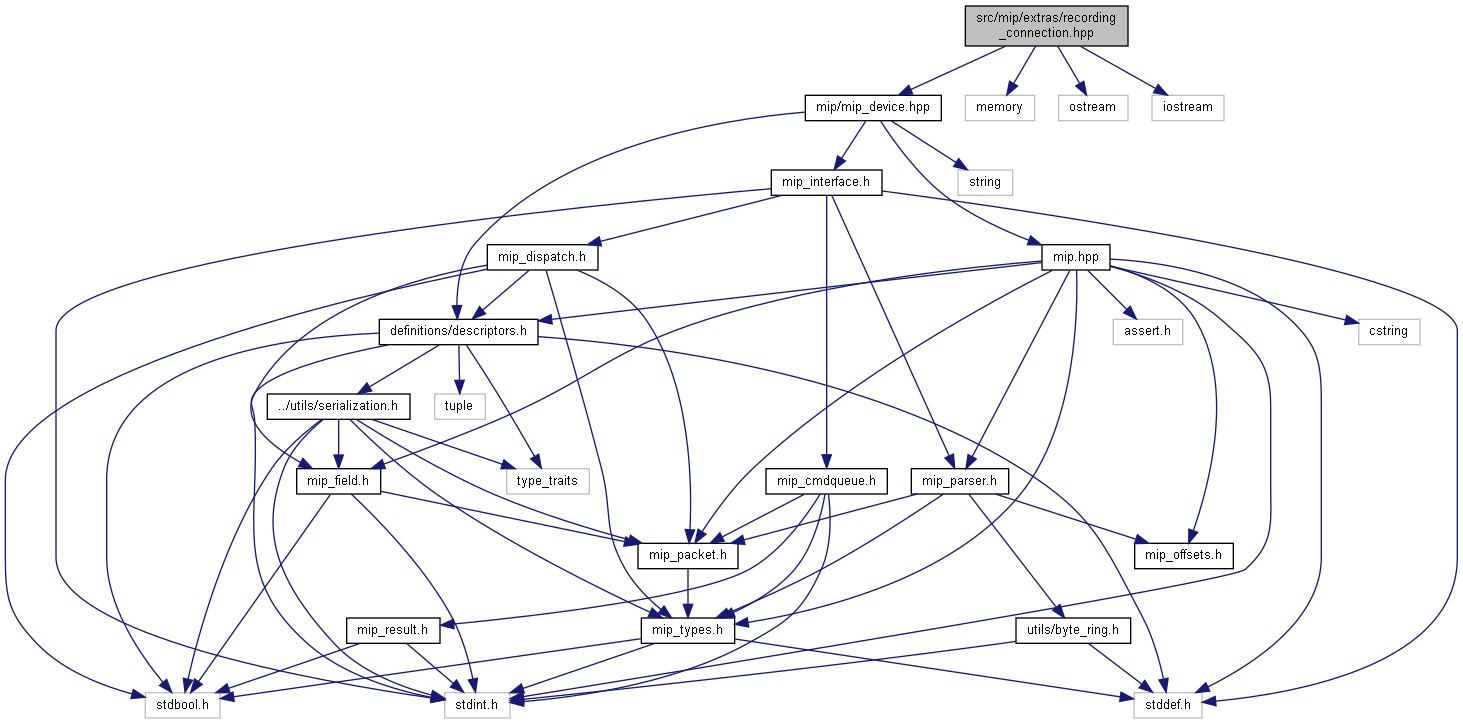 src/mip/extras/recording
_connection.hpp
mip/mip_device.hpp
memory
ostream
iostream
mip_interface.h
string
mip_dispatch.h
mip.hpp
definitions/descriptors.h
assert.h
cstring
../utils/serialization.h
tuple
mip_field.h
type_traits
mip_cmdqueue.h
mip_parser.h
mip_packet.h
mip_offsets.h
mip_result.h
mip_types.h
utils/byte_ring.h
stdbool.h
stdint.h
stddef.h